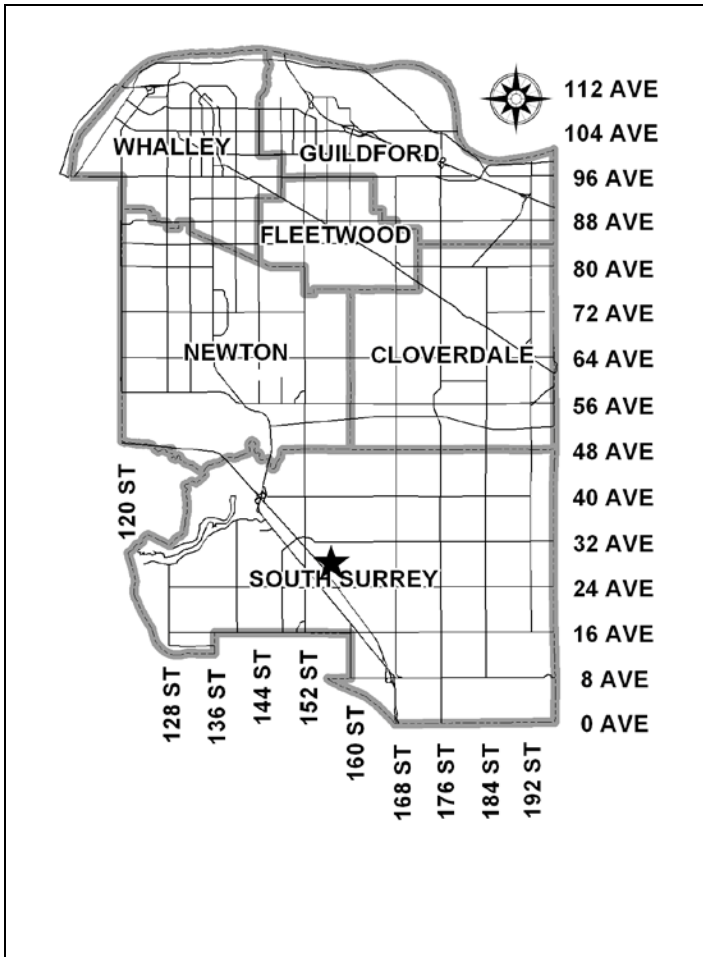 112 AVE
104 AVE
WHALLEY
GUILDFORD
96 AVE
88 AVE
FLEETWOOD
80 AVE
72 AVE
NEWTON
CLOVERDALE
64 AVE
56 AVE
48 AVE
120 ST
40 AVE
32 AVE
SOUTH SURREY
24 AVE
16 AVE
8 AVE
0 AVE
128 ST
136 ST
144 ST
152 ST
160 ST
168 ST
176 ST
184 ST
192 ST